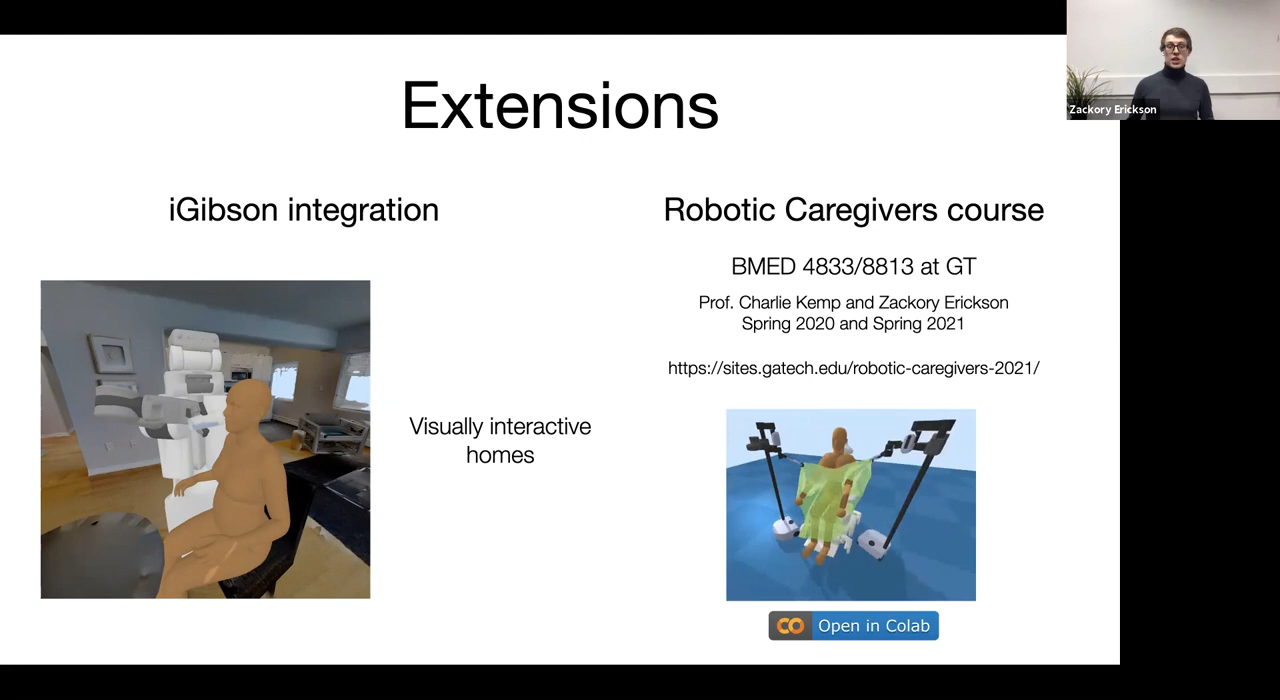 Extensions
iGibson integration
Visually interactive
homes
Robotic Caregivers course
BMED 4833/8813 at GT
Prof. Charlie Kemp and Zackory Erickson
Spring 2020 and Spring 2021
https://sites.gatech.edu/robotic-caregivers-2021/
Open in Colab
Zackory Erickson